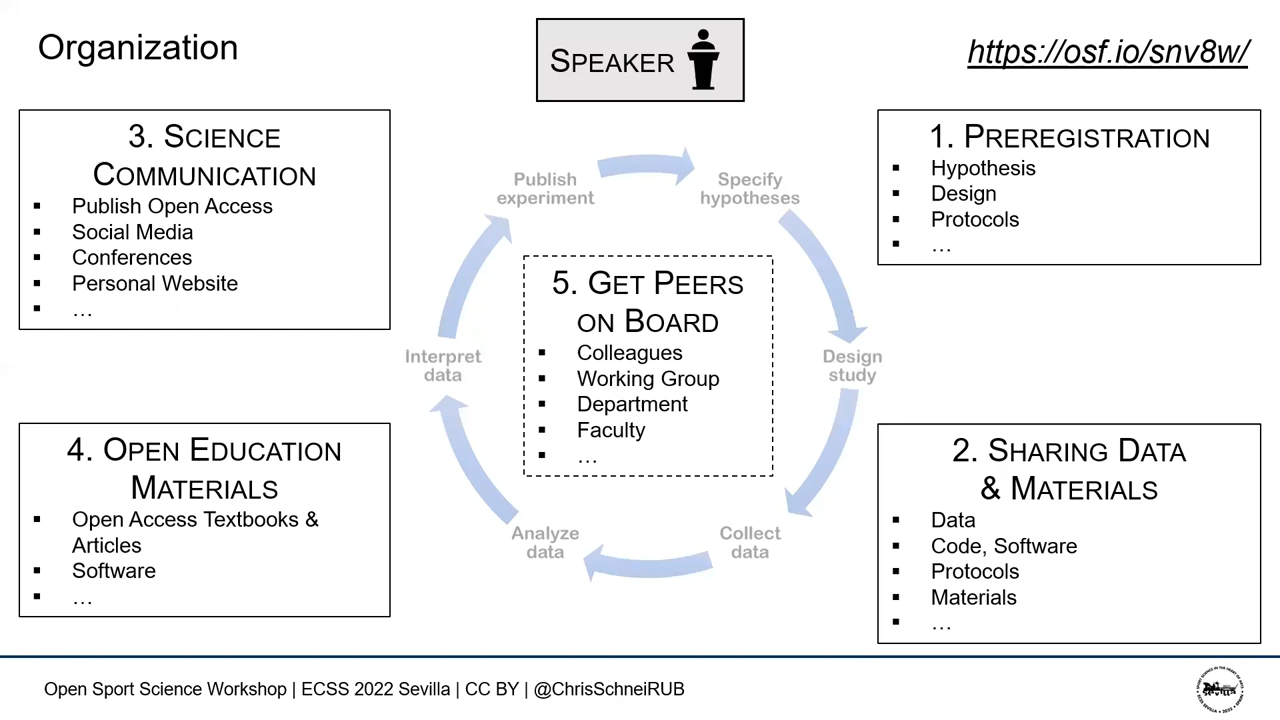 Organization
SPEAKER
https://osf.io/snv8w/
3. SCIENCE
COMMUNICATION
▪ Publish Open Access
▪ Social Media
▪ Conferences
▪ Personal Website
▪ …
1. PREREGISTRATION
▪ Hypothesis
▪ Design
▪ Protocols
▪ …
Publish
experiment
Specify
hypotheses
Design
study
Collect
data
Analyze
data
Interpret
data
5. GET PEERS
ON BOARD
▪ Colleagues
▪ Working Group
▪ Department
▪ Faculty
▪ …
4. OPEN EDUCATION
MATERIALS
▪ Open Access Textbooks &
Articles
▪ Software
▪ …
2. SHARING DATA
& MATERIALS
▪ Data
▪ Code, Software
▪ Protocols
▪ Materials
▪ …
Open Sport Science Workshop | ECSS 2022 Sevilla | CC BY | @ChrisSchneiRUB